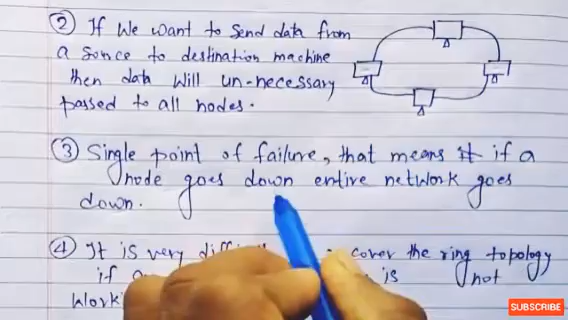 ② If We want to send data from
a sonce to destination machine
then data will un-necessary
passed to all nodes.
③ Single point of failure, that means it if a
node goes down entire network goes
down.
④ It is very cover the ring topology
if is not
SUBSCRIBE